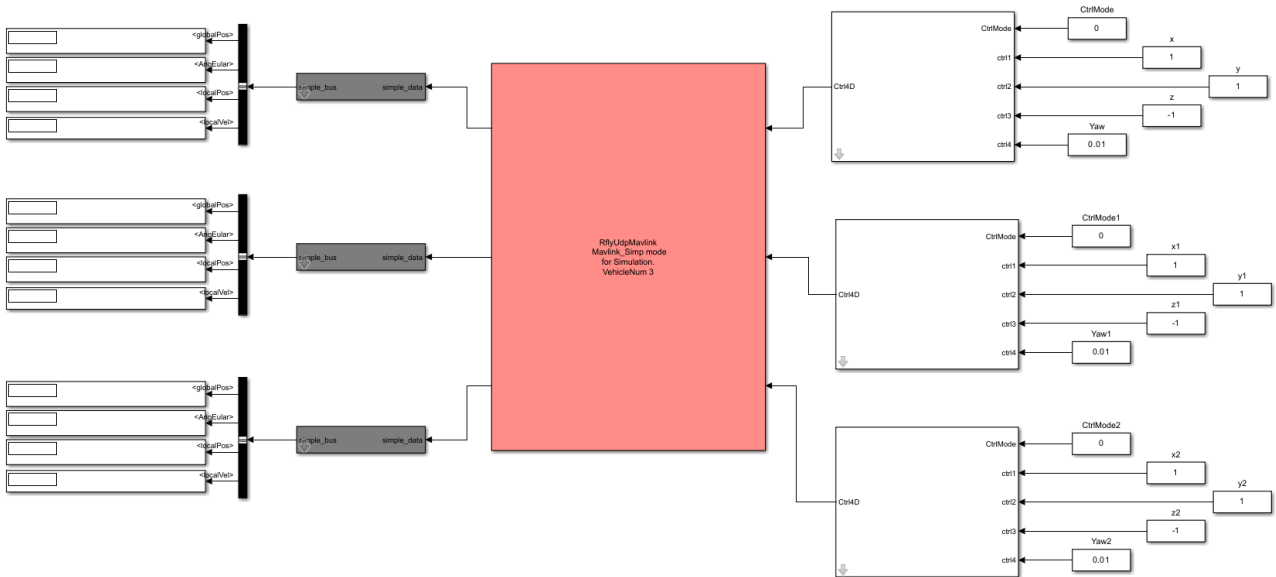 <globalPos>
<AngEular>
<localPos>
<localVel>
simple_bus
simple_data
<globalPos>
<AngEular>
<localPos>
<localVel>
simple_bus
simple_data
<globalPos>
<AngEular>
<localPos>
<localVel>
simple_bus
simple_data
RflyUdpMavlink
Mavlink_Simp mode
for Simulation.
VehicleNum 3
Ctrl4D
CtrlMode
ctrl1
ctrl2
ctrl3
ctrl4
CtrlMode
0
x
1
y
1
z
-1
Yaw
0.01
Ctrl4D
CtrlMode
ctrl1
ctrl2
ctrl3
ctrl4
CtrlMode1
0
x1
1
y1
1
z1
-1
Yaw1
0.01
Ctrl4D
CtrlMode
ctrl1
ctrl2
ctrl3
ctrl4
CtrlMode2
0
x2
1
y2
1
z2
-1
Yaw2
0.01